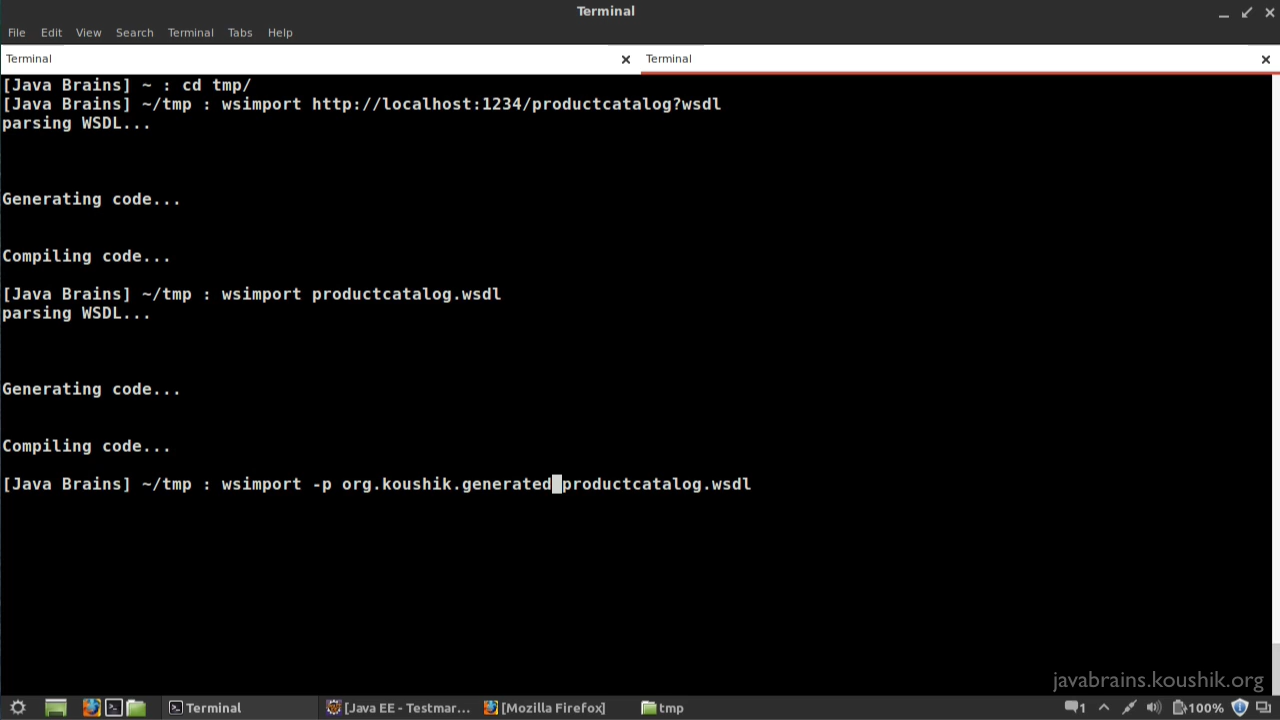 Terminal
File Edit View Search Terminal Tabs Help
Terminal Terminal
[Java Brains] ~ : cd tmp/
[Java Brains] ~/tmp : wsimport http://localhost:1234/productcatalog?wsdl
parsing WSDL...
Generating code...
Compiling code...
[Java Brains] ~/tmp : wsimport productcatalog.wsdl
parsing WSDL...
Generating code...
Compiling code...
[Java Brains] ~/tmp : wsimport -p org.koushik.generated productcatalog.wsdl
javabrains.koushik.org
Terminal [Java EE - Testmar... [Mozilla Firefox] tmp 1 100%